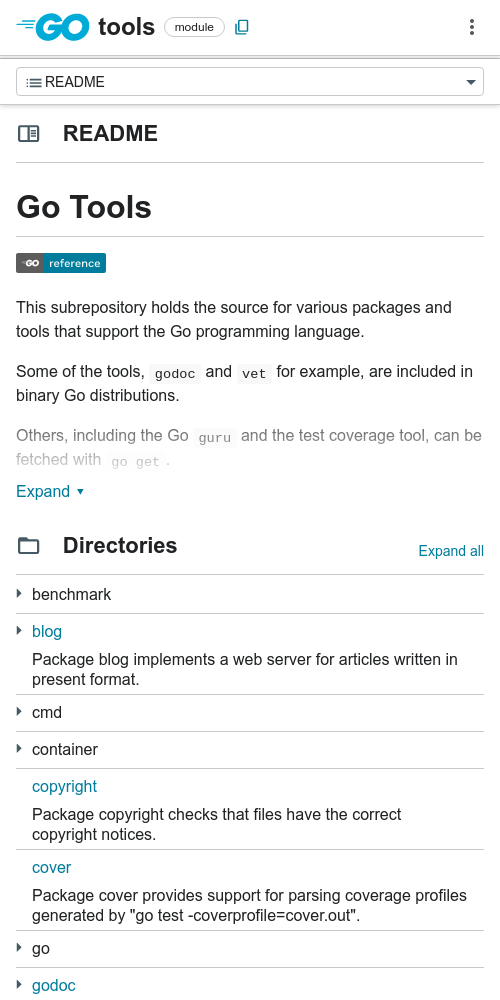 GO tools module
README
README
Go Tools
GO reference
This subrepository holds the source for various packages and
tools that support the Go programming language.
Some of the tools, godoc and vet for example, are included in
binary Go distributions.
Others, including the Go guru and the test coverage tool, can be
fetched with go get .
Expand
Directories
Expand all
benchmark
blog
Package blog implements a web server for articles written in
present format.
cmd
container
copyright
Package copyright checks that files have the correct
copyright notices.
cover
Package cover provides support for parsing coverage profiles
generated by "go test -coverprofile=cover.out".
go
godoc